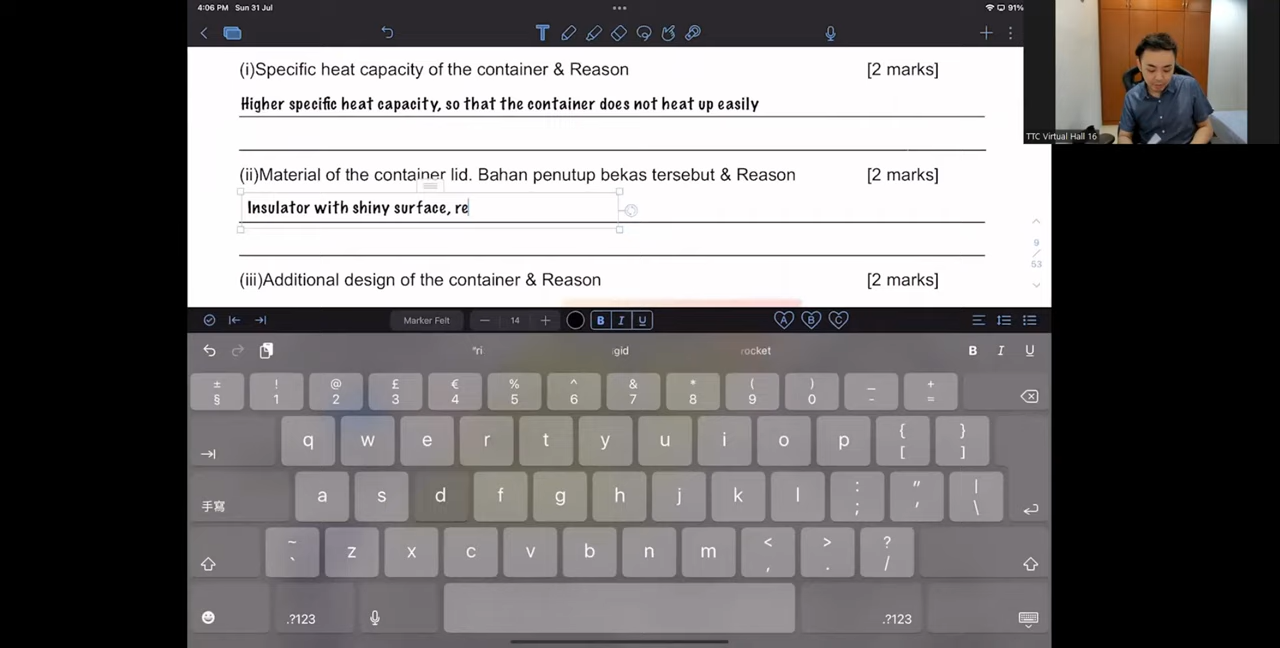 4:06 PM Sun 31 Jul
91%
(i)Specific heat capacity of the container & Reason [2 marks]
Higher specific heat capacity, so that the container does not heat up easily
(ii)Material of the container lid. Bahan penutup bekas tersebut & Reason [2 marks]
Insulator with shiny surface, re
(iii)Additional design of the container & Reason [2 marks]
9
/
53
TTC Virtual Hall 16
Marker Felt — 14 + B I U A B C
"ri gid rocket B I U
± ! @ £ € % ^ & * ( ) _ +
§ 1 2 3 4 5 6 7 8 9 0 - =
q w e r t y u i o p { [ } ]
手寫 a s d f g h j k l : ; " ' | \
~ ` z x c v b n m < , > . ? /
.?123 .?123